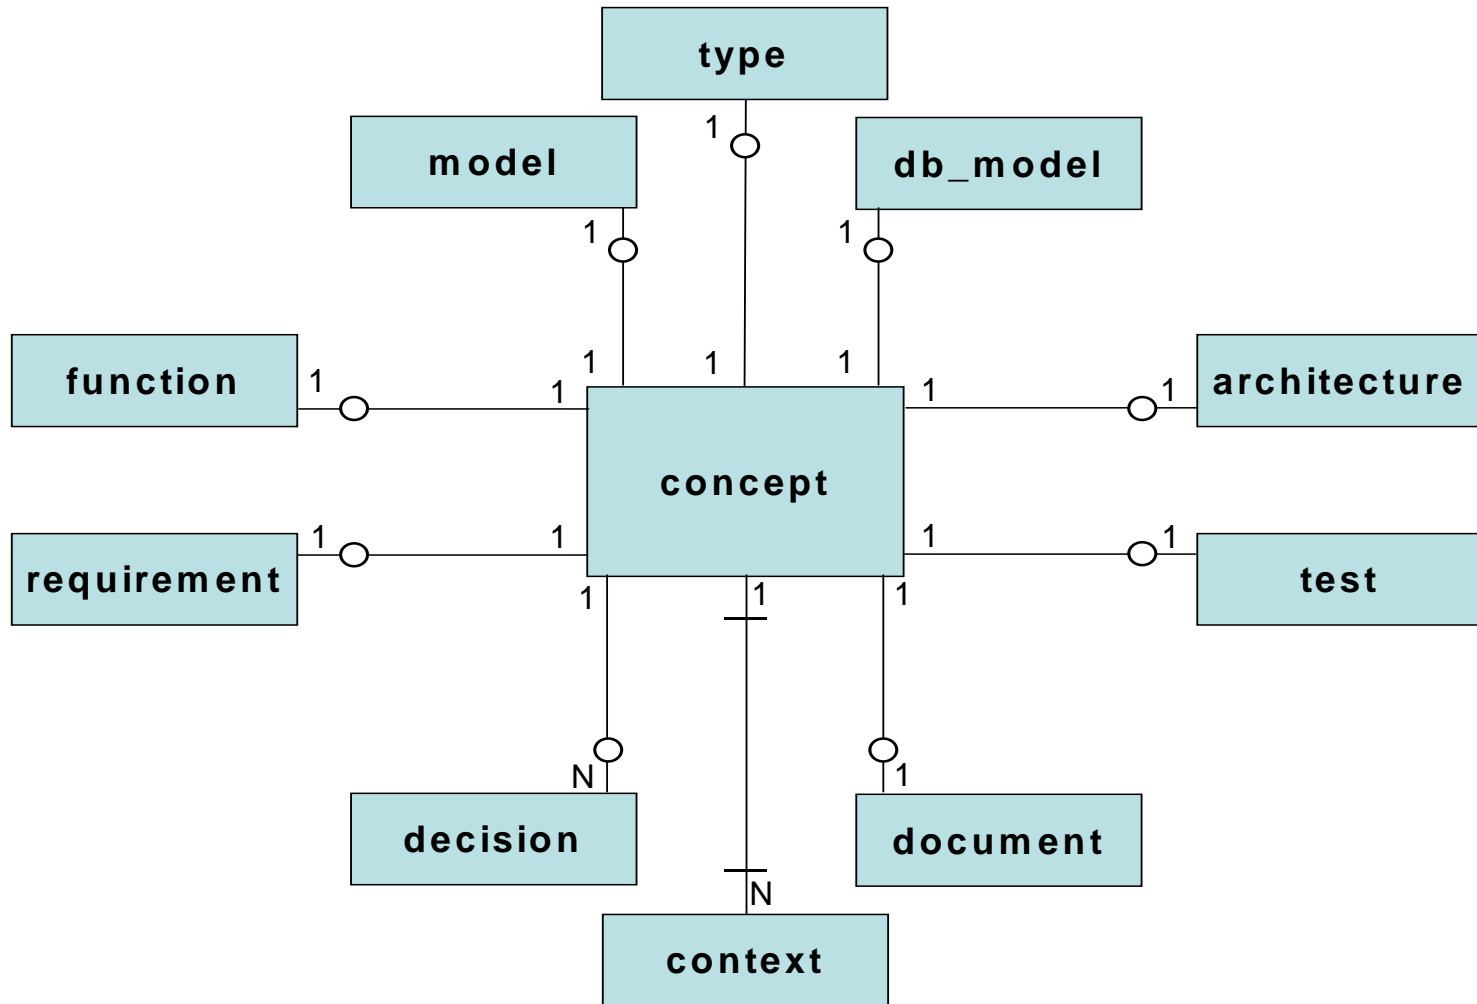 type
1
model
db_model
1
1
function
1
1
1
1
1
1
1
architecture
concept
requirement
1
1
1
1
test
1
1
1
N
1
decision
document
N
context